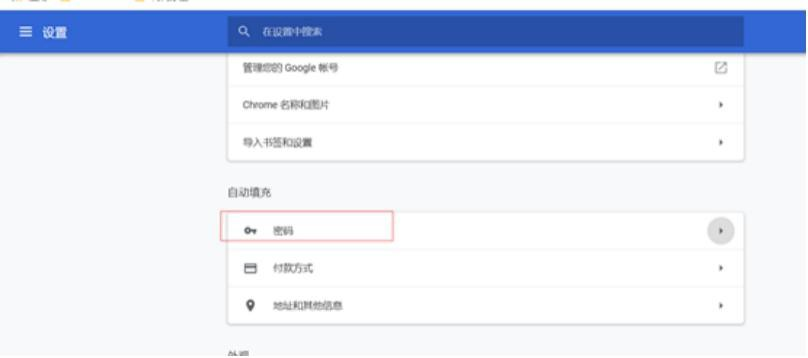 设置
在设置中搜索
管理您的 Google 帐号
Chrome 名称和图片
导入书签和设置
自动填充
密码
付款方式
地址和其他信息
外观